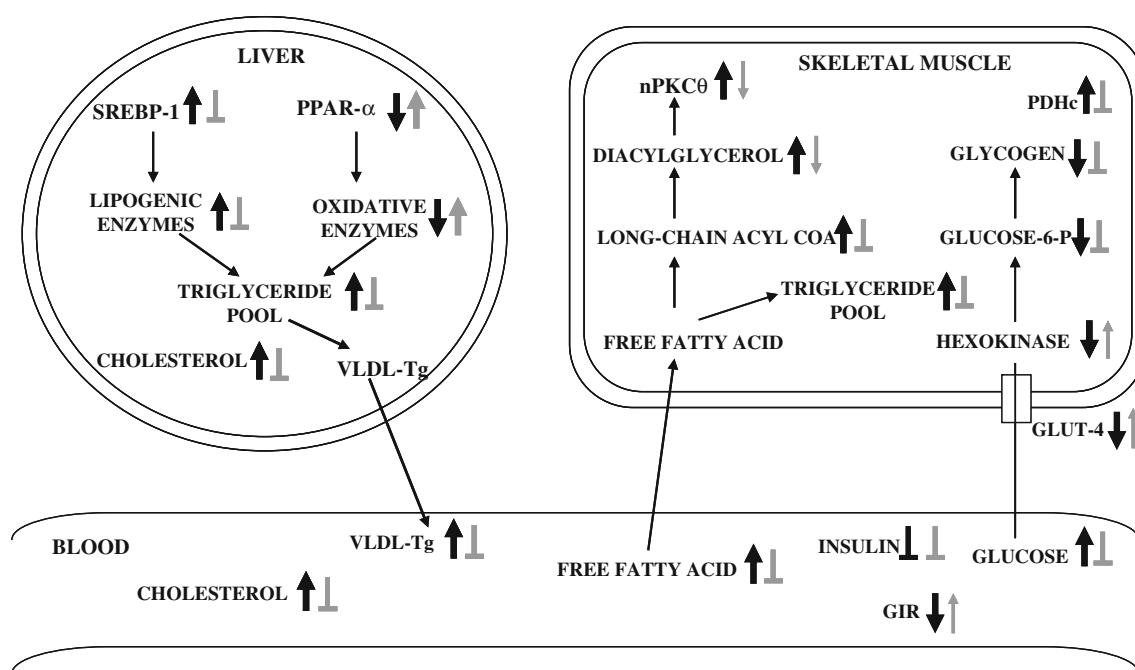 LIVER
SREBP-1
PPAR-α
LIPOGENIC
ENZYMES
OXIDATIVE
ENZYMES
TRIGLYCERIDE
POOL
CHOLESTEROL
VLDL-Tg
SKELETAL MUSCLE
nPKCθ
PDHc
DIACYLGLYCEROL
GLYCOGEN
LONG-CHAIN ACYL COA
GLUCOSE-6-P
TRIGLYCERIDE
POOL
FREE FATTY ACID
HEXOKINASE
GLUT-4
BLOOD
VLDL-Tg
CHOLESTEROL
FREE FATTY ACID
INSULIN
GLUCOSE
GIR